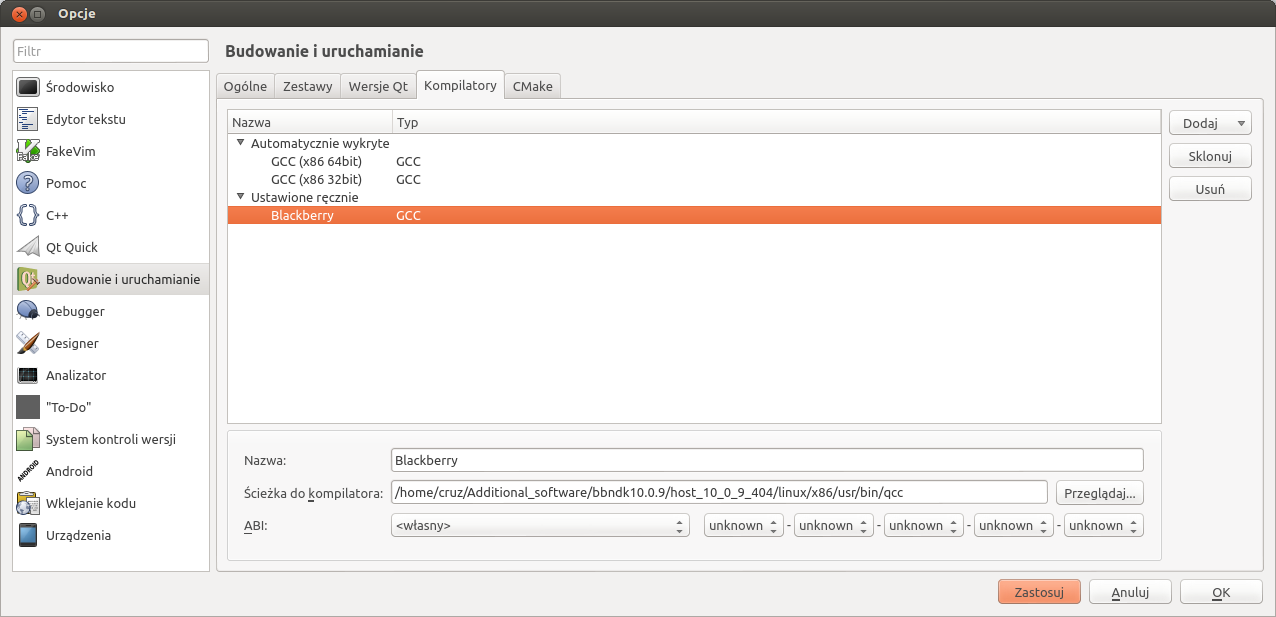 Opcje
Filtr
Środowisko
Edytor tekstu
FakeVim
Pomoc
C++
Qt Quick
Budowanie i uruchamianie
Debugger
Designer
Analizator
"To-Do"
System kontroli wersji
Android
Wklejanie kodu
Urządzenia
Budowanie i uruchamianie
Ogólne Zestawy Wersje Qt Kompilatory CMake
Nazwa Typ
Automatycznie wykryte
GCC (x86 64bit) GCC
GCC (x86 32bit) GCC
Ustawione ręcznie
Blackberry GCC
Dodaj
Sklonuj
Usuń
Nazwa: Blackberry
Ścieżka do kompilatora: /home/cruz/Additional_software/bbndk10.0.9/host_10_0_9_404/linux/x86/usr/bin/qcc Przeglądaj...
ABI: <własny> unknown - unknown - unknown - unknown - unknown
Zastosuj Anuluj OK